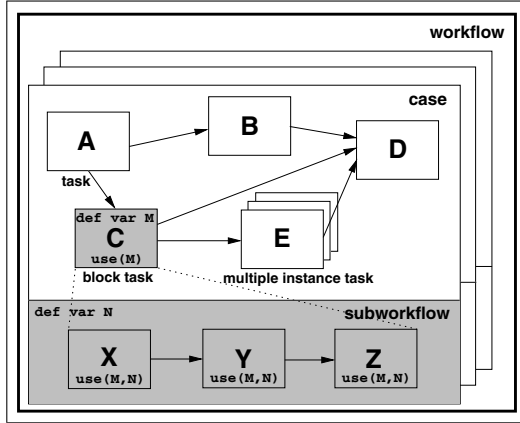 workflow
case
A
B
D
task
def var M
C
use(M)
block task
E
multiple instance task
def var N
subworkflow
X
use(M,N)
Y
use(M,N)
Z
use(M,N)